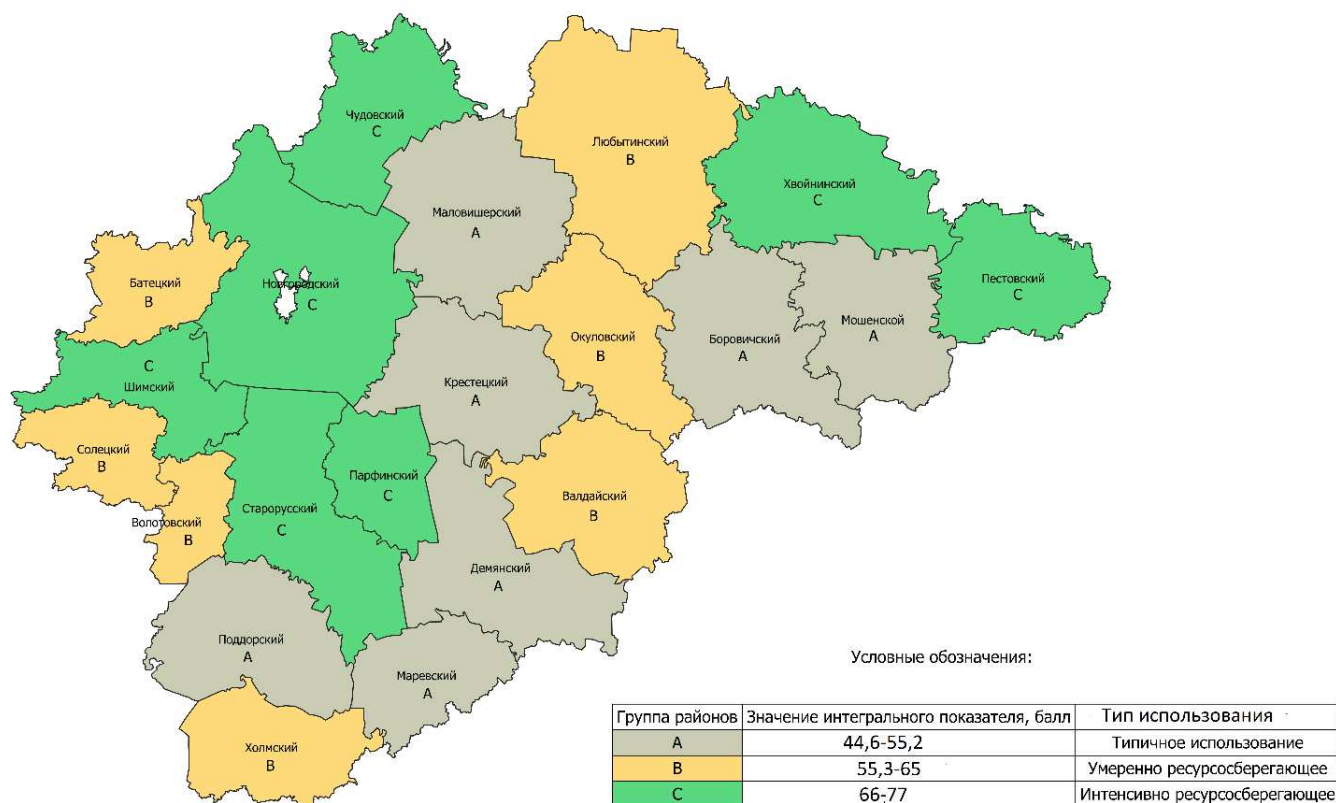 Чудовский
С
Любытинский
В
Хвойнинский
С
Маловишерский
А
Батецкий
В
Новгородский
С
Пестовский
С
Мошенской
А
Окуловский
В
Боровичский
А
С
Шимский
Крестецкий
А
Солецкий
В
Парфинский
С
Валдайский
В
Старорусский
С
Волотовский
В
Демянский
А
Поддорский
А
Маревский
А
Холмский
В
Условные обозначения:
Группа районов Значение интегрального показателя, балл Тип использования
А 44,6-55,2 Типичное использование
В 55,3-65 Умеренно ресурсосберегающее
С 66-77 Интенсивно ресурсосберегающее